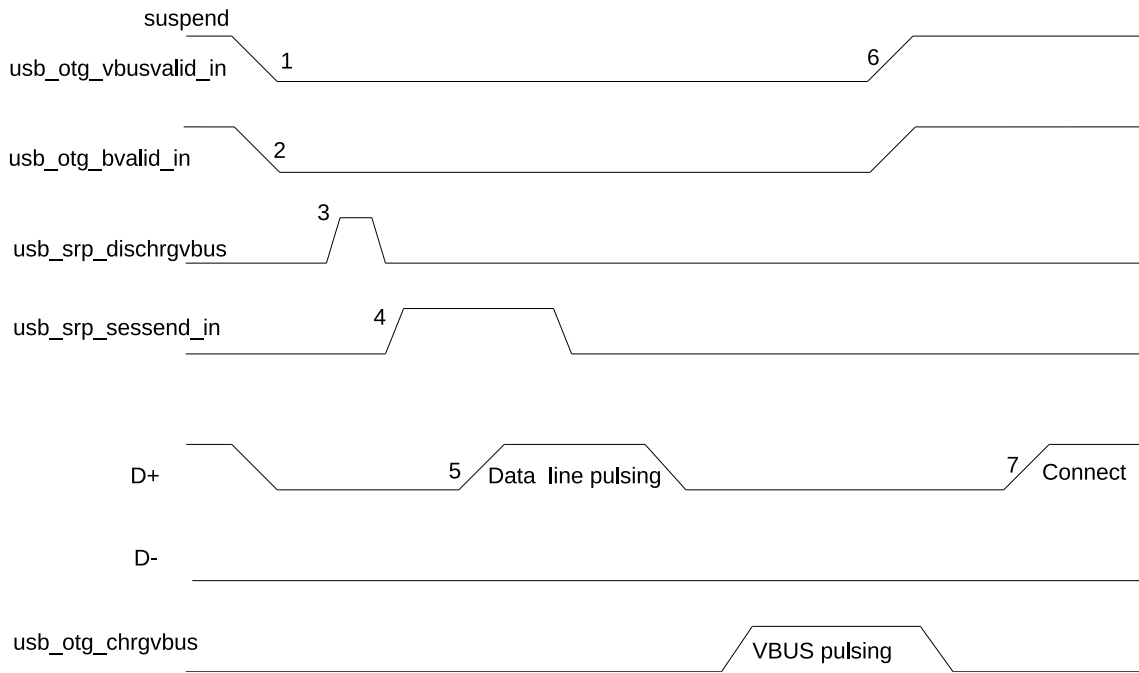 suspend
usb_otg_vbusvalid_in
1
6
usb_otg_bvalid_in
2
usb_srp_dischrgvbus
3
usb_srp_sessend_in
4
D+
5
Data line pulsing
7
Connect
D-
usb_otg_chrgvbus
VBUS pulsing